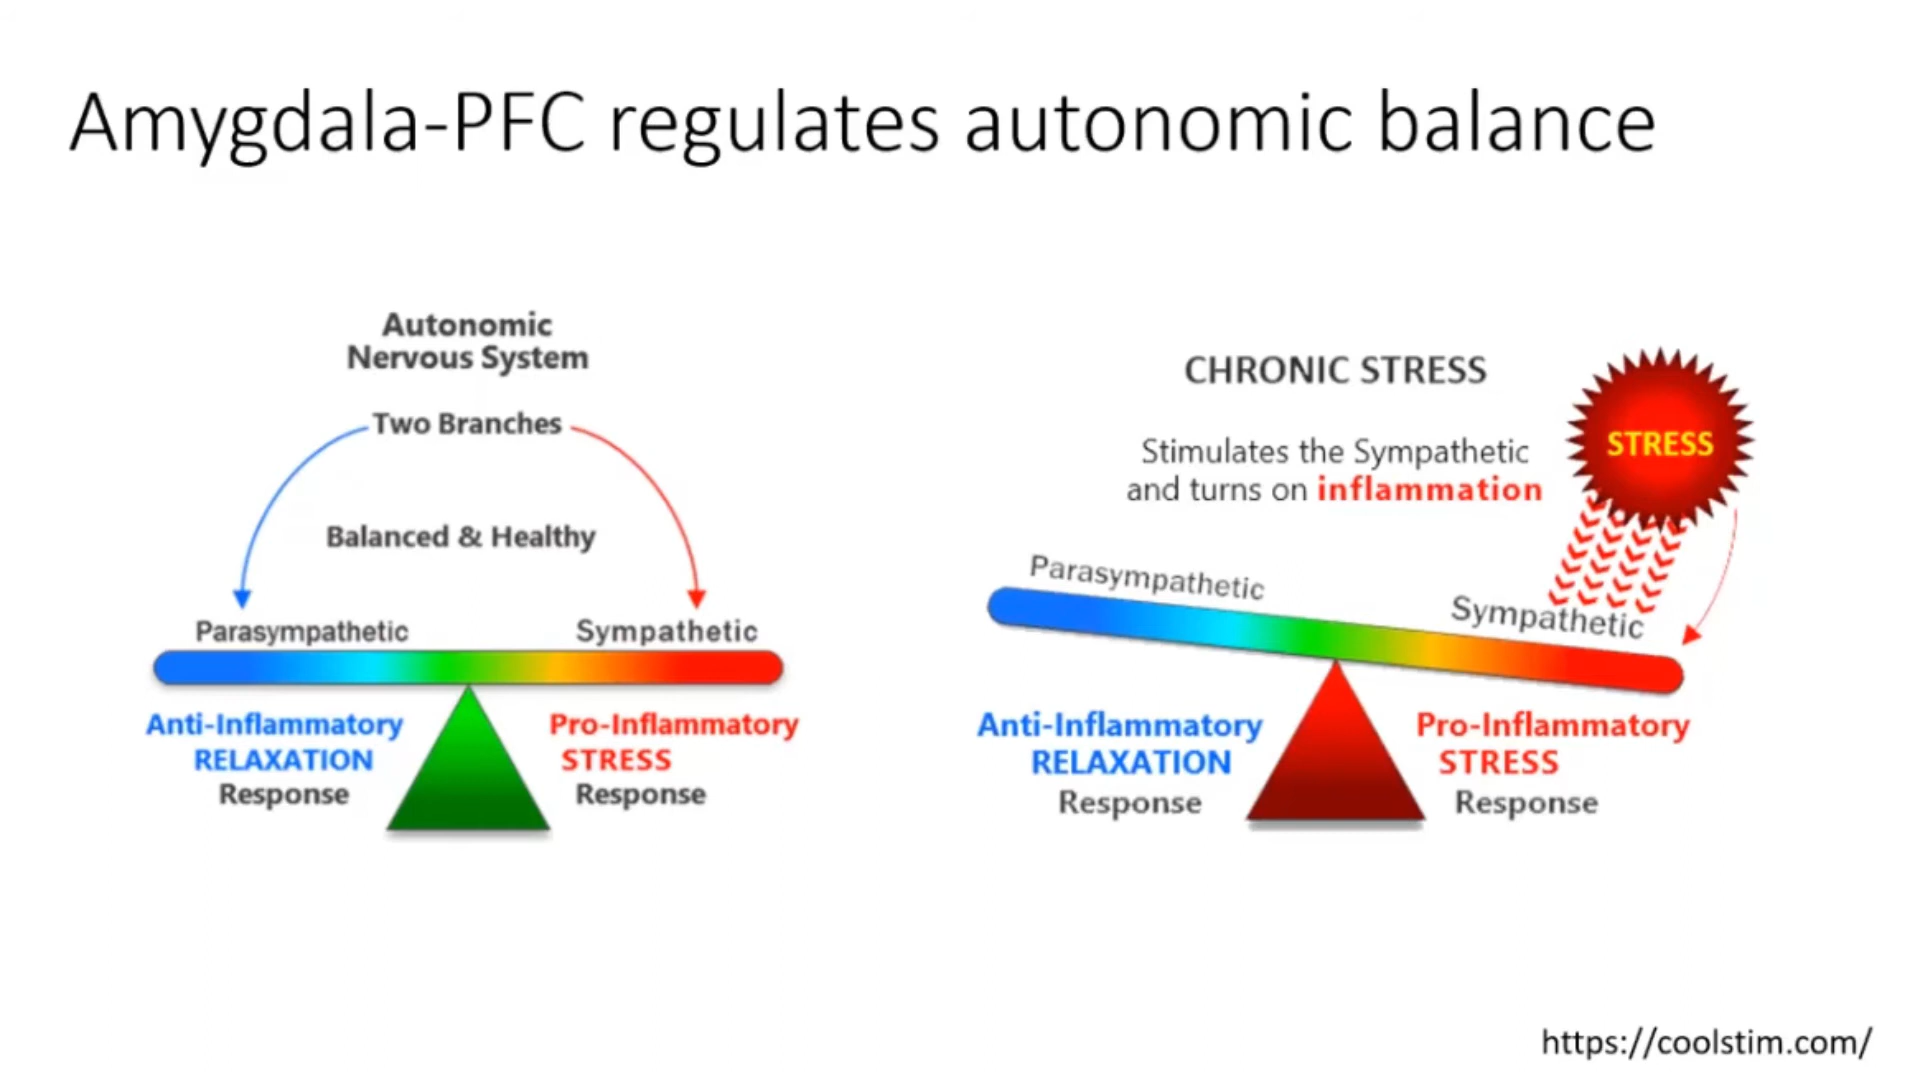 Amygdala-PFC regulates autonomic balance
Autonomic
Nervous System
Two Branches
Balanced & Healthy
Parasympathetic
Sympathetic
Anti-Inflammatory
RELAXATION
Response
Pro-Inflammatory
STRESS
Response
CHRONIC STRESS
Stimulates the Sympathetic
and turns on inflammation
STRESS
Parasympathetic
Sympathetic
Anti-Inflammatory
RELAXATION
Response
Pro-Inflammatory
STRESS
Response
https://coolstim.com/